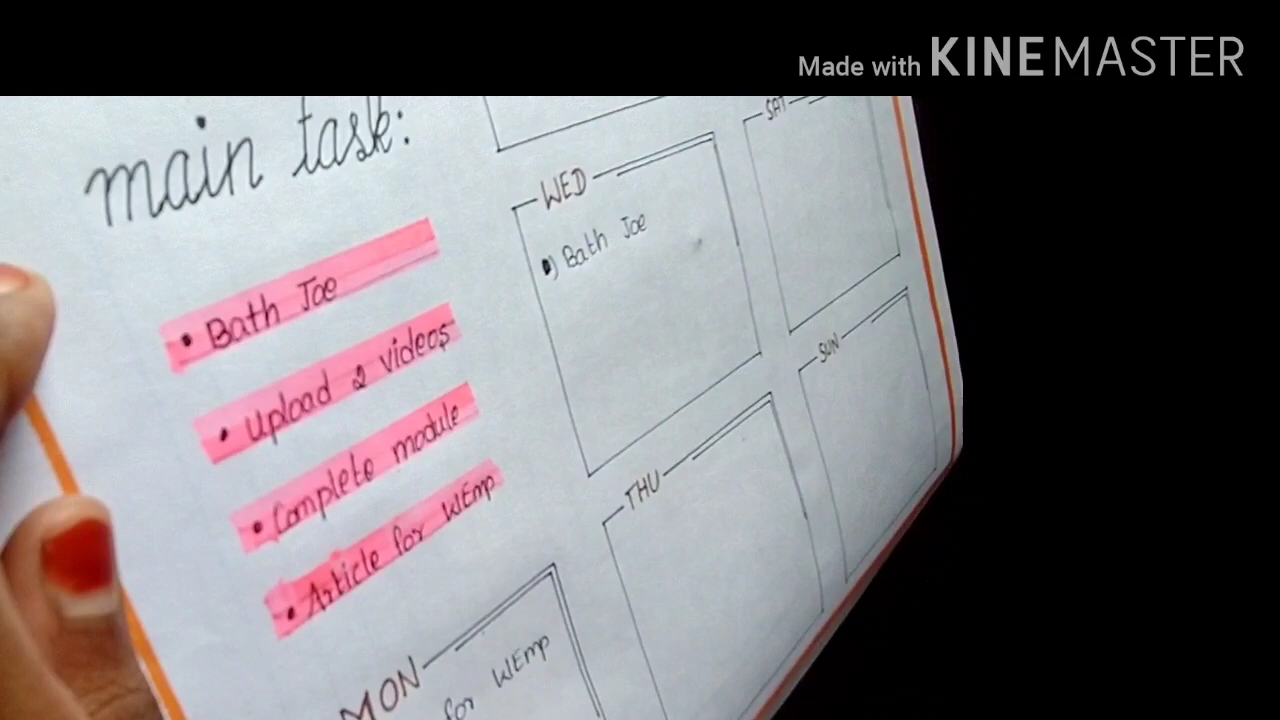 Made with KINEMASTER
main task:
• Bath Joe
• Upload 2 videos
• Complete module
• Article for WEmp
MON
for WEmp
WED
•) Bath Joe
THU
SAT
SUN